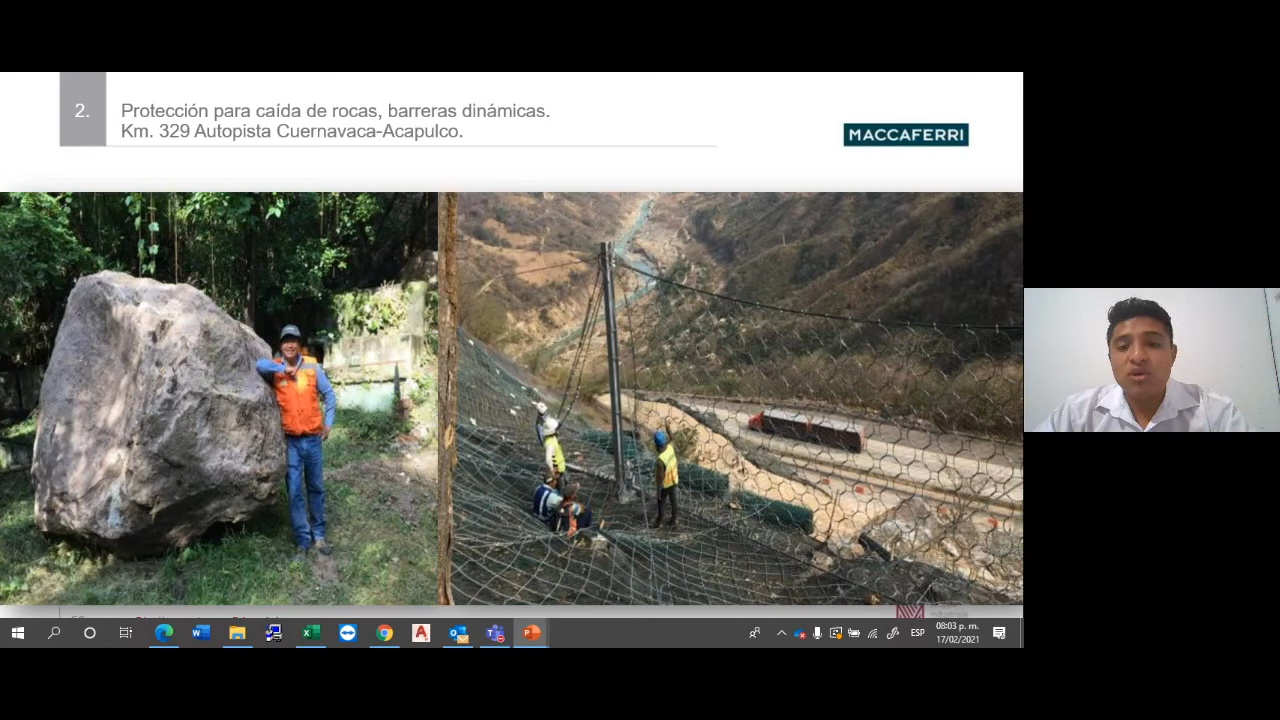 2.
Protección para caída de rocas, barreras dinámicas.
Km. 329 Autopista Cuernavaca-Acapulco.
MACCAFERRI
ESP
08:03 p. m.
17/02/2021